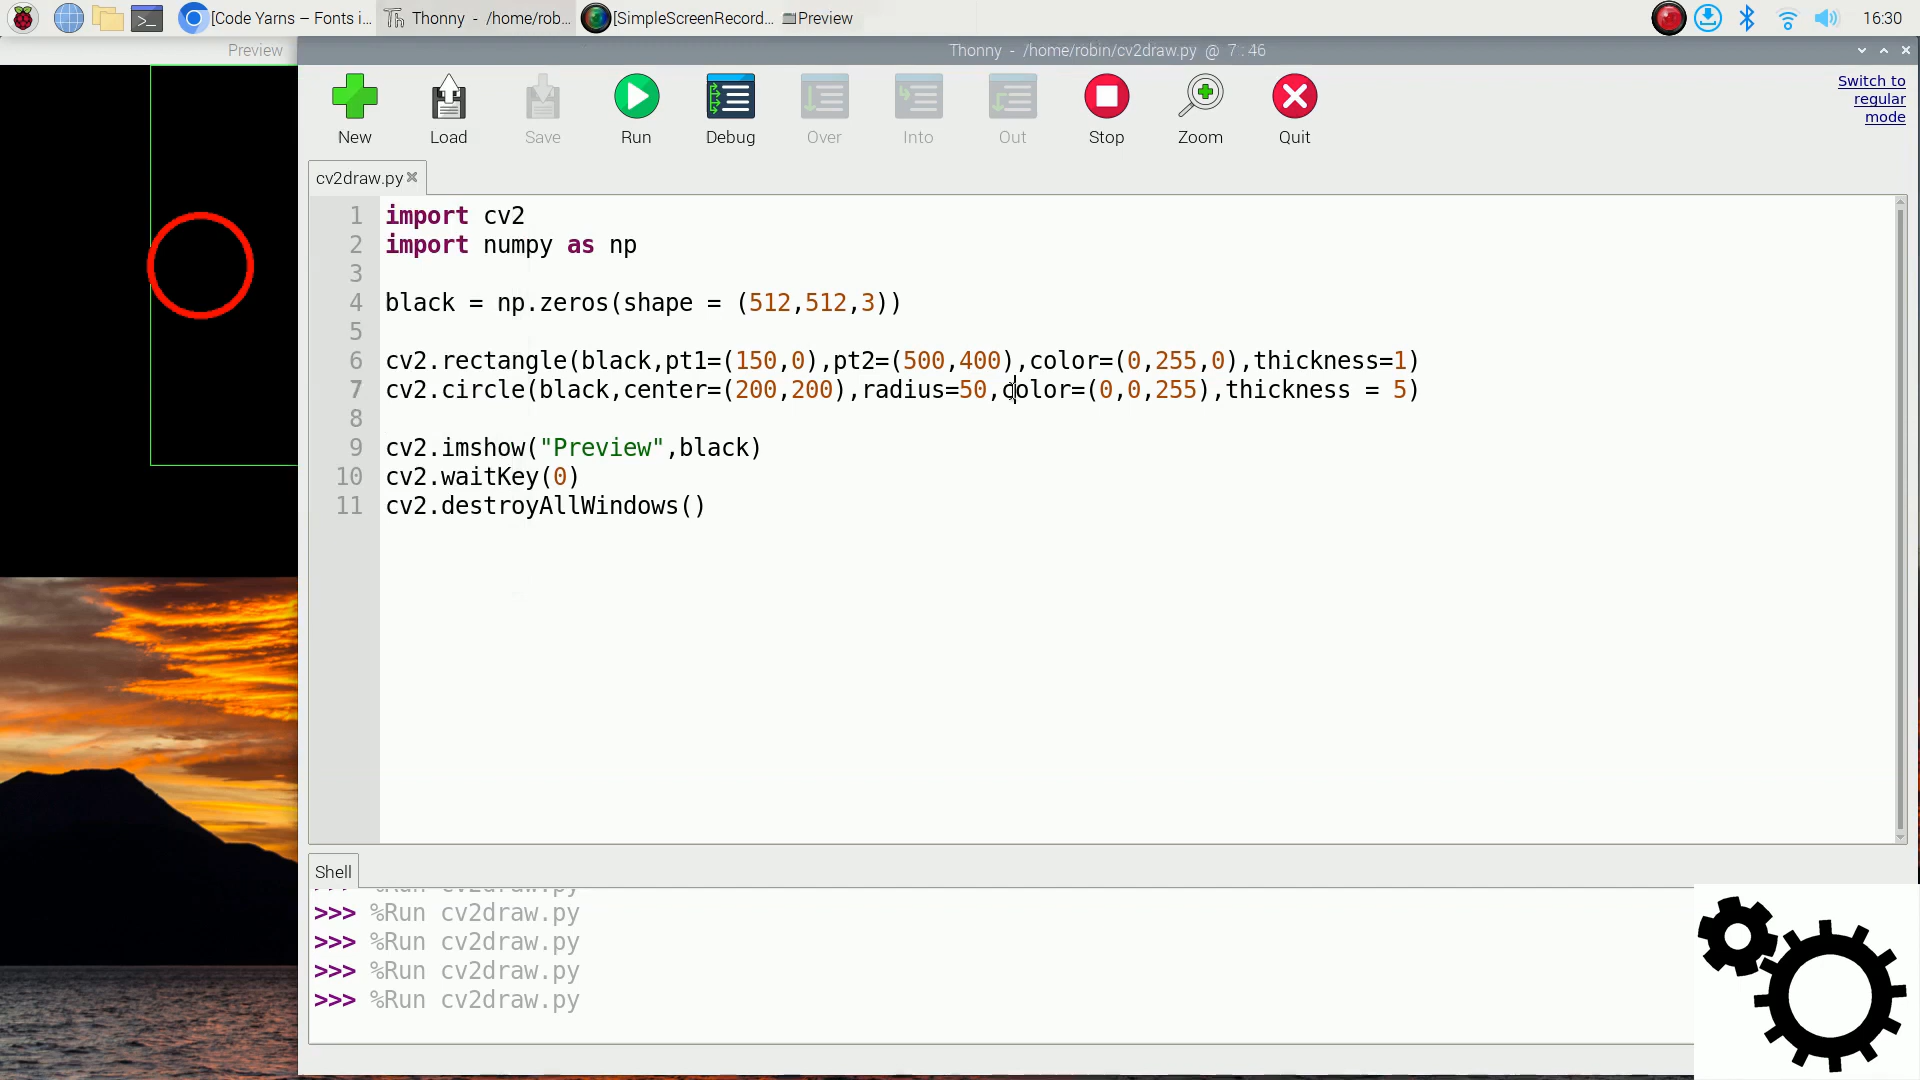 [Code Yarns – Fonts i... Thonny - /home/rob... [SimpleScreenRecord... Preview 16:30
Preview
Thonny - /home/robin/cv2draw.py @ 7 : 46
New Load Save Run Debug Over Into Out Stop Zoom Quit
Switch to
regular
mode
cv2draw.py
1 import cv2
2 import numpy as np
3
4 black = np.zeros(shape = (512,512,3))
5
6 cv2.rectangle(black,pt1=(150,0),pt2=(500,400),color=(0,255,0),thickness=1)
7 cv2.circle(black,center=(200,200),radius=50,color=(0,0,255),thickness = 5)
8
9 cv2.imshow("Preview",black)
10 cv2.waitKey(0)
11 cv2.destroyAllWindows()
Shell
>>> %Run cv2draw.py
>>> %Run cv2draw.py
>>> %Run cv2draw.py
>>> %Run cv2draw.py
>>> %Run cv2draw.py